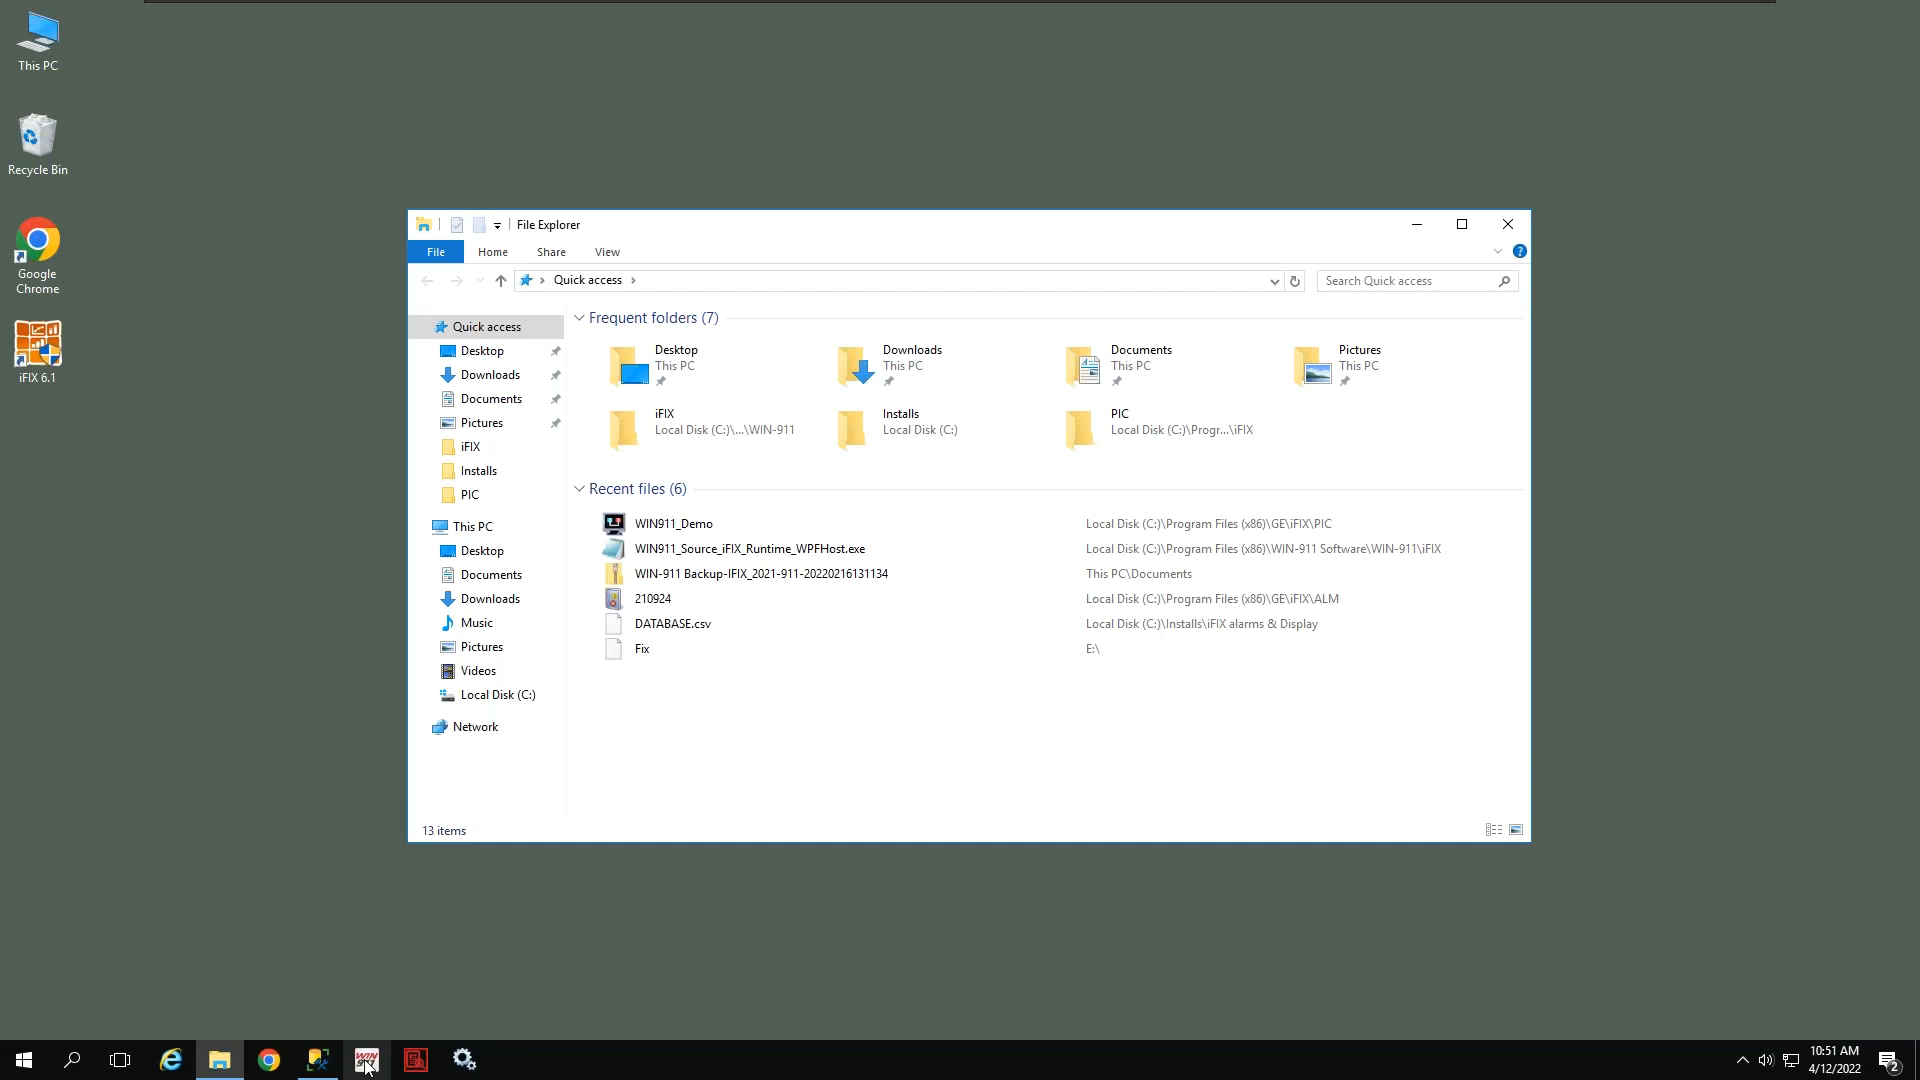 This PC
Recycle Bin
Google
Chrome
iFIX 6.1
File Explorer
File
Home
Share
View
Quick access
Search Quick access
Quick access
Desktop
Downloads
Documents
Pictures
iFIX
Installs
PIC
This PC
Desktop
Documents
Downloads
Music
Pictures
Videos
Local Disk (C:)
Network
Frequent folders (7)
Desktop
This PC
Downloads
This PC
Documents
This PC
Pictures
This PC
iFIX
Local Disk (C:)\...\WIN-911
Installs
Local Disk (C:)
PIC
Local Disk (C:)\Progr...\iFIX
Recent files (6)
WIN911_Demo Local Disk (C:)\Program Files (x86)\GE\iFIX\PIC
WIN911_Source_iFIX_Runtime_WPFHost.exe Local Disk (C:)\Program Files (x86)\WIN-911 Software\WIN-911\iFIX
WIN-911 Backup-IFIX_2021-911-20220216131134 This PC\Documents
210924 Local Disk (C:)\Program Files (x86)\GE\iFIX\ALM
DATABASE.csv Local Disk (C:)\Installs\iFIX alarms & Display
Fix E:\
13 items
WIN
10:51 AM
4/12/2022
2